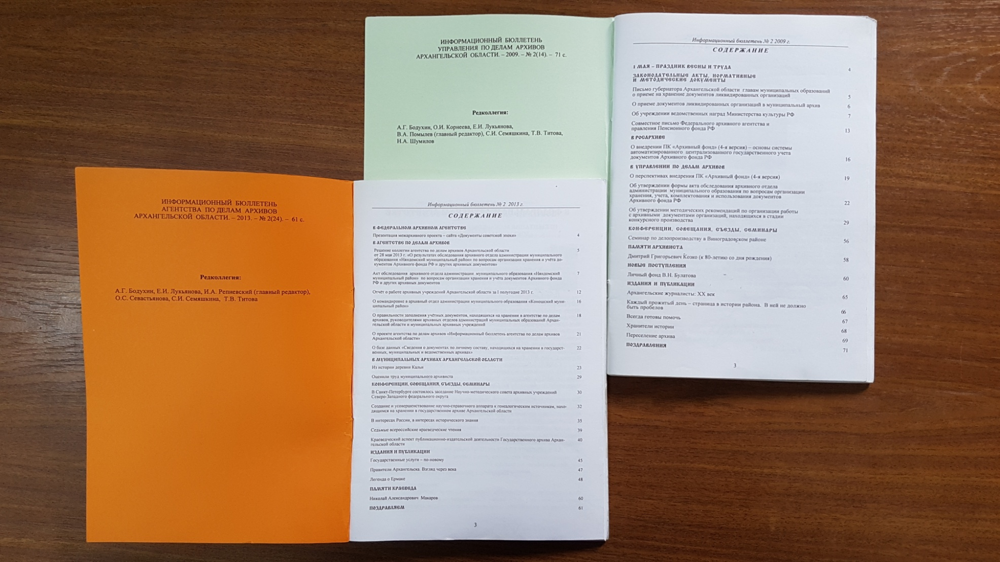 ИНФОРМАЦИОННЫЙ БЮЛЛЕТЕНЬ
УПРАВЛЕНИЯ ПО ДЕЛАМ АРХИВОВ
АРХАНГЕЛЬСКОЙ ОБЛАСТИ. – 2009. – № 2(14). – 71 с.
Редколлегия:
А.Г. Бодухин, О.И. Корнеева, Е.И. Лукьянова,
В.А. Помылев (главный редактор), С.И. Семяшкина, Т.В. Титова,
Н.А. Шумилов
Информационный бюллетень № 2 2009 г.
СОДЕРЖАНИЕ
1 МАЯ – ПРАЗДНИК ВЕСНЫ И ТРУДА 4
ЗАКОНОДАТЕЛЬНЫЕ АКТЫ, НОРМАТИВНЫЕ
И МЕТОДИЧЕСКИЕ ДОКУМЕНТЫ
Письмо губернатора Архангельской области главам муниципальных образований
о приеме на хранение документов ликвидированных организаций 5
О приеме документов ликвидированных организаций в муниципальный архив 6
Об учреждении ведомственных наград Министерства культуры РФ 7
Совместное письмо Федерального архивного агентства и
правления Пенсионного фонда РФ 13
В РОСАРХИВЕ
О внедрении ПК «Архивный фонд» (4-я версия) – основы системы
автоматизированного централизованного государственного учета
документов Архивного фонда РФ 16
В УПРАВЛЕНИИ ПО ДЕЛАМ АРХИВОВ
О перспективах внедрения ПК «Архивный фонд» (4-я версия) 19
Об утверждении формы акта обследования архивного отдела
администрации муниципального образования по вопросам организации
хранения, учета, комплектования и использования документов
Архивного фонда РФ 22
Об утверждении методических рекомендаций по организации работы
с архивными документами организаций, находящихся в стадии
конкурсного производства 29
КОНФЕРЕНЦИИ, СОВЕЩАНИЯ, СЪЕЗДЫ, СЕМИНАРЫ
Семинар по делопроизводству в Виноградовском районе 56
ПАМЯТИ АРХИВИСТА
Дмитрий Григорьевич Козко (к 80-летию со дня рождения) 58
НОВЫЕ ПОСТУПЛЕНИЯ
Личный фонд В.Н. Булатова 60
ИЗДАНИЯ И ПУБЛИКАЦИИ
Архангельские журналисты: XX век 65
Каждый прожитый день – страница в истории района. В ней не должно
быть пробелов 66
Всегда готовы помочь 67
Хранители истории 68
Переселение архива 69
ПОЗДРАВЛЕНИЯ 71
3
ИНФОРМАЦИОННЫЙ БЮЛЛЕТЕНЬ
АГЕНТСТВА ПО ДЕЛАМ АРХИВОВ
АРХАНГЕЛЬСКОЙ ОБЛАСТИ. – 2013. – № 2(24). – 61 с.
Редколлегия:
А.Г. Бодухин, Е.И. Лукьянова, И.А. Репневский (главный редактор),
О.С. Севастьянова, С.И. Семяшкина, Т.В. Титова
Информационный бюллетень № 2 2013 г.
СОДЕРЖАНИЕ
В ФЕДЕРАЛЬНОМ АРХИВНОМ АГЕНТСТВЕ
Презентация межархивного проекта – сайта «Документы советской эпохи» 4
В АГЕНТСТВЕ ПО ДЕЛАМ АРХИВОВ
Решение коллегии агентства по делам архивов Архангельской области 5
от 28 мая 2013 г. «О результатах обследования архивного отдела администрации муниципального
образования «Няндомский муниципальный район» по вопросам организации хранения и учёта до-
кументов Архивного фонда РФ и других архивных документов»
Акт обследования архивного отдела администрации муниципального образования «Няндомский 7
муниципальный район» по вопросам организации хранения и учёта документов Архивного фонда
РФ и других архивных документов
Отчёт о работе архивных учреждений Архангельской области за I полугодие 2013 г. 12
О командировке в архивный отдел администрации муниципального образования «Коношский муни- 16
ципальный район»
О правильности заполнения учётных документов, находящихся на хранении в агентстве по делам 18
архивов, руководителями архивных отделов администраций муниципальных образований Архан-
гельской области и муниципальных архивных учреждений
О проекте агентства по делам архивов «Информационный бюллетень агентства по делам архивов 21
Архангельской области»
О базе данных «Сведения о документах по личному составу, находящихся на хранении в государст- 22
венных, муниципальных и ведомственных архивах»
В МУНИЦИПАЛЬНЫХ АРХИВАХ АРХАНГЕЛЬСКОЙ ОБЛАСТИ
Из истории деревни Кальи 23
Оценили труд муниципального архивиста 29
КОНФЕРЕНЦИИ, СОВЕЩАНИЯ, СЪЕЗДЫ, СЕМИНАРЫ
В Санкт-Петербурге состоялось заседание Научно-методического совета архивных учреждений 30
Северо-Западного федерального округа
Создание и усовершенствование научно-справочного аппарата к генеалогическим источникам, нахо- 32
дящимся на хранении в государственном архиве Архангельской области
В интересах России, в интересах исторического знания 35
Седьмые всероссийские краеведческие чтения 39
Краеведческий аспект публикационно-издательской деятельности Государственного архива Архан- 40
гельской области
ИЗДАНИЯ И ПУБЛИКАЦИИ
Государственные услуги – по-новому 45
Правители Архангельска. Взгляд через века 47
Легенда о Ермаке 48
ПАМЯТИ КРАЕВЕДА
Николай Александрович Макаров 60
ПОЗДРАВЛЯЕМ 61
3